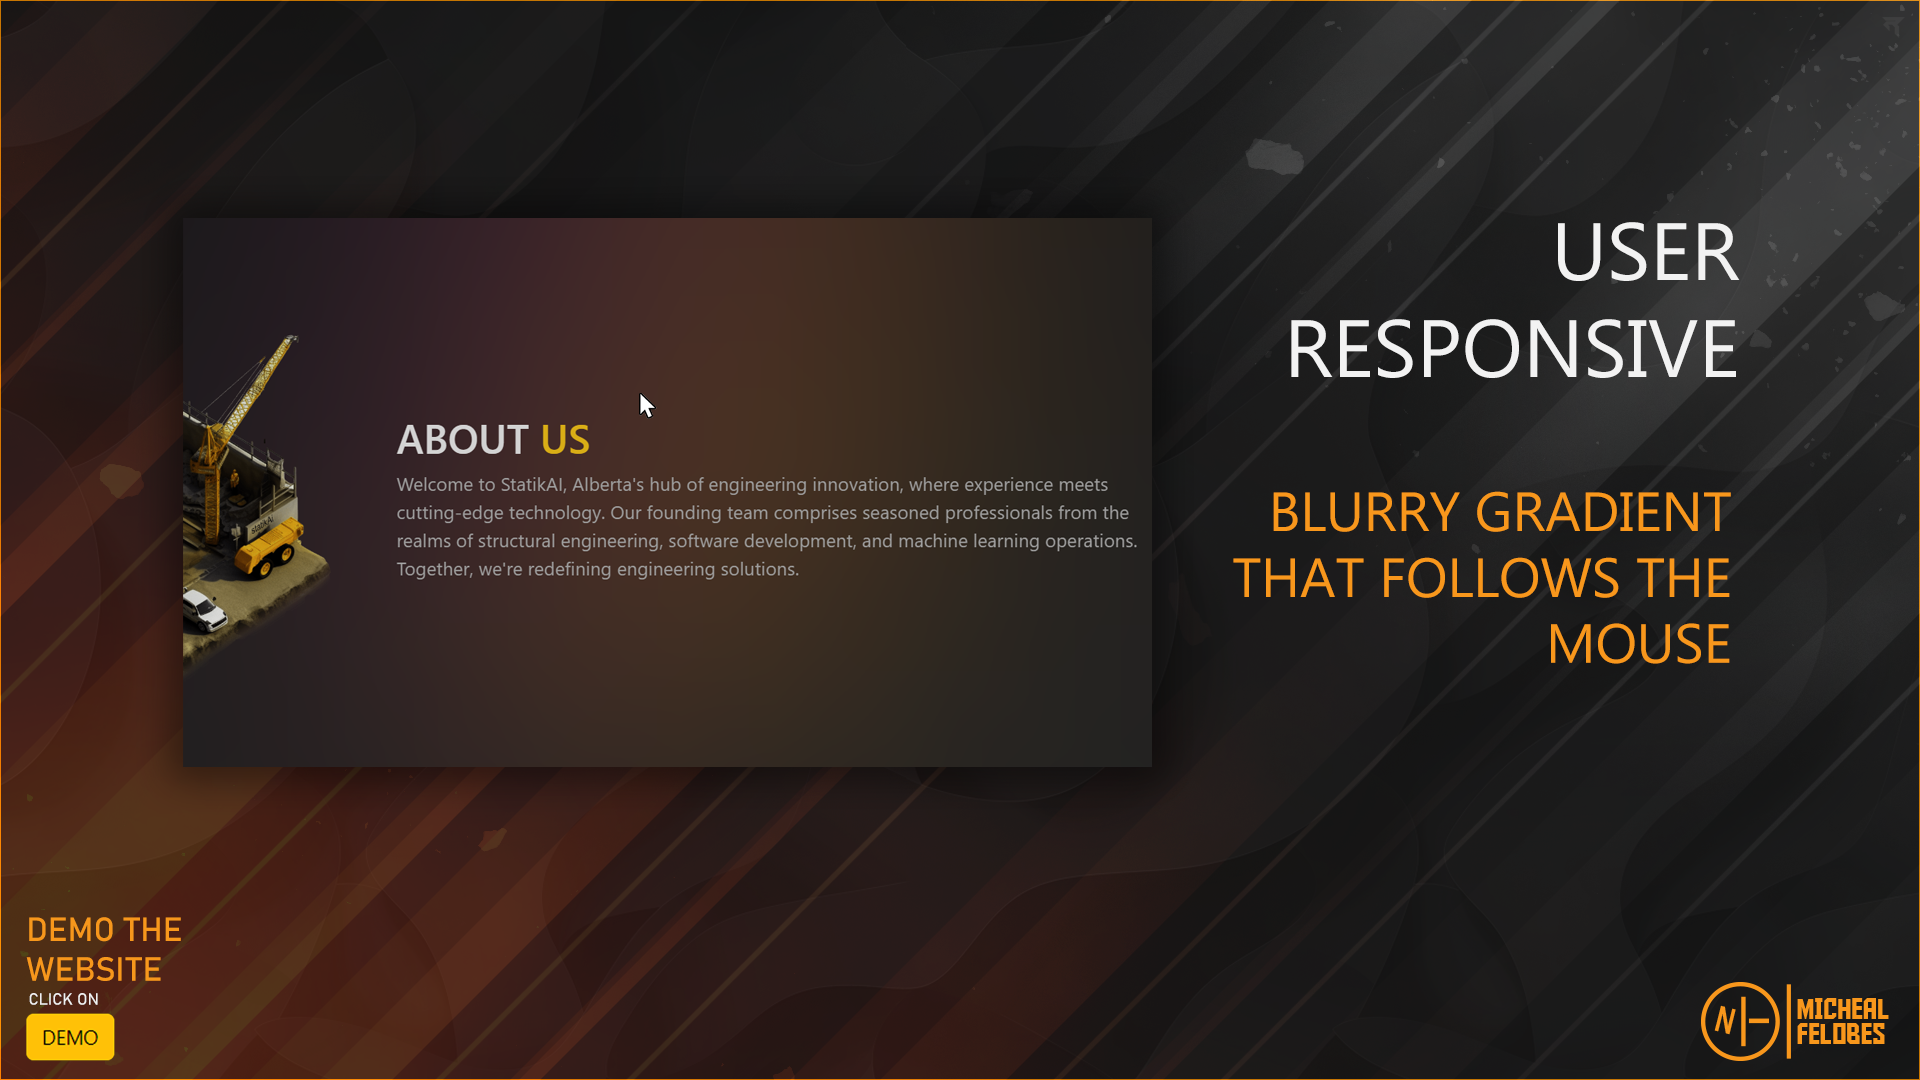 USER
RESPONSIVE
BLURRY GRADIENT
THAT FOLLOWS THE
MOUSE
ABOUT US
Welcome to StatikAI, Alberta's hub of engineering innovation, where experience meets
cutting-edge technology. Our founding team comprises seasoned professionals from the
realms of structural engineering, software development, and machine learning operations.
Together, we're redefining engineering solutions.
StatikAI
DEMO THE
WEBSITE
CLICK ON
DEMO
MICHEAL
FELOBES